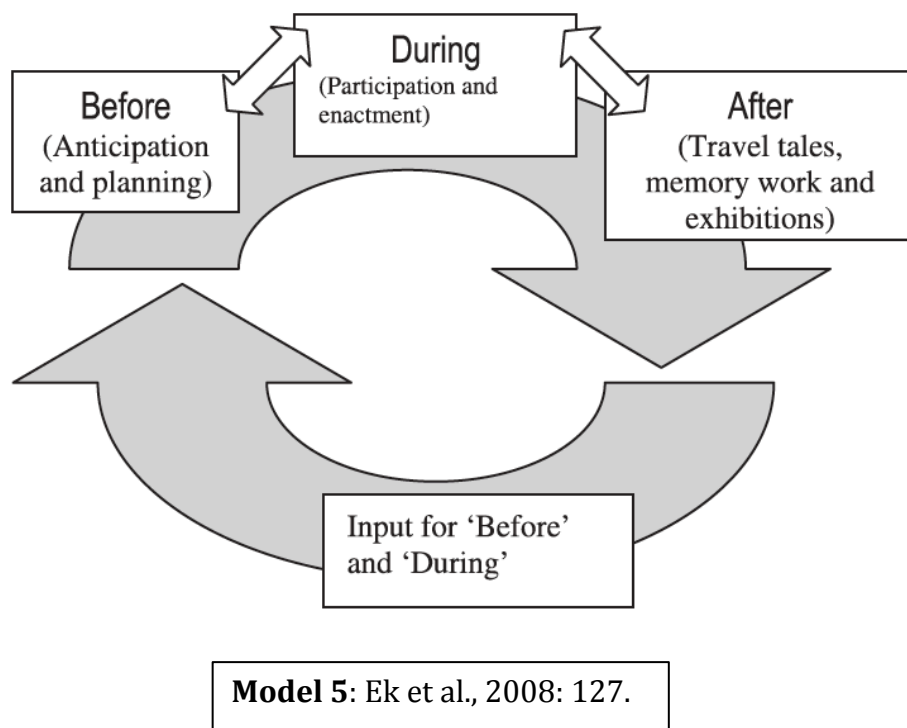 Before
(Anticipation
and planning)
During
(Participation and
enactment)
After
(Travel tales,
memory work and
exhibitions)
Input for ‘Before’
and ‘During’
Model 5: Ek et al., 2008: 127.